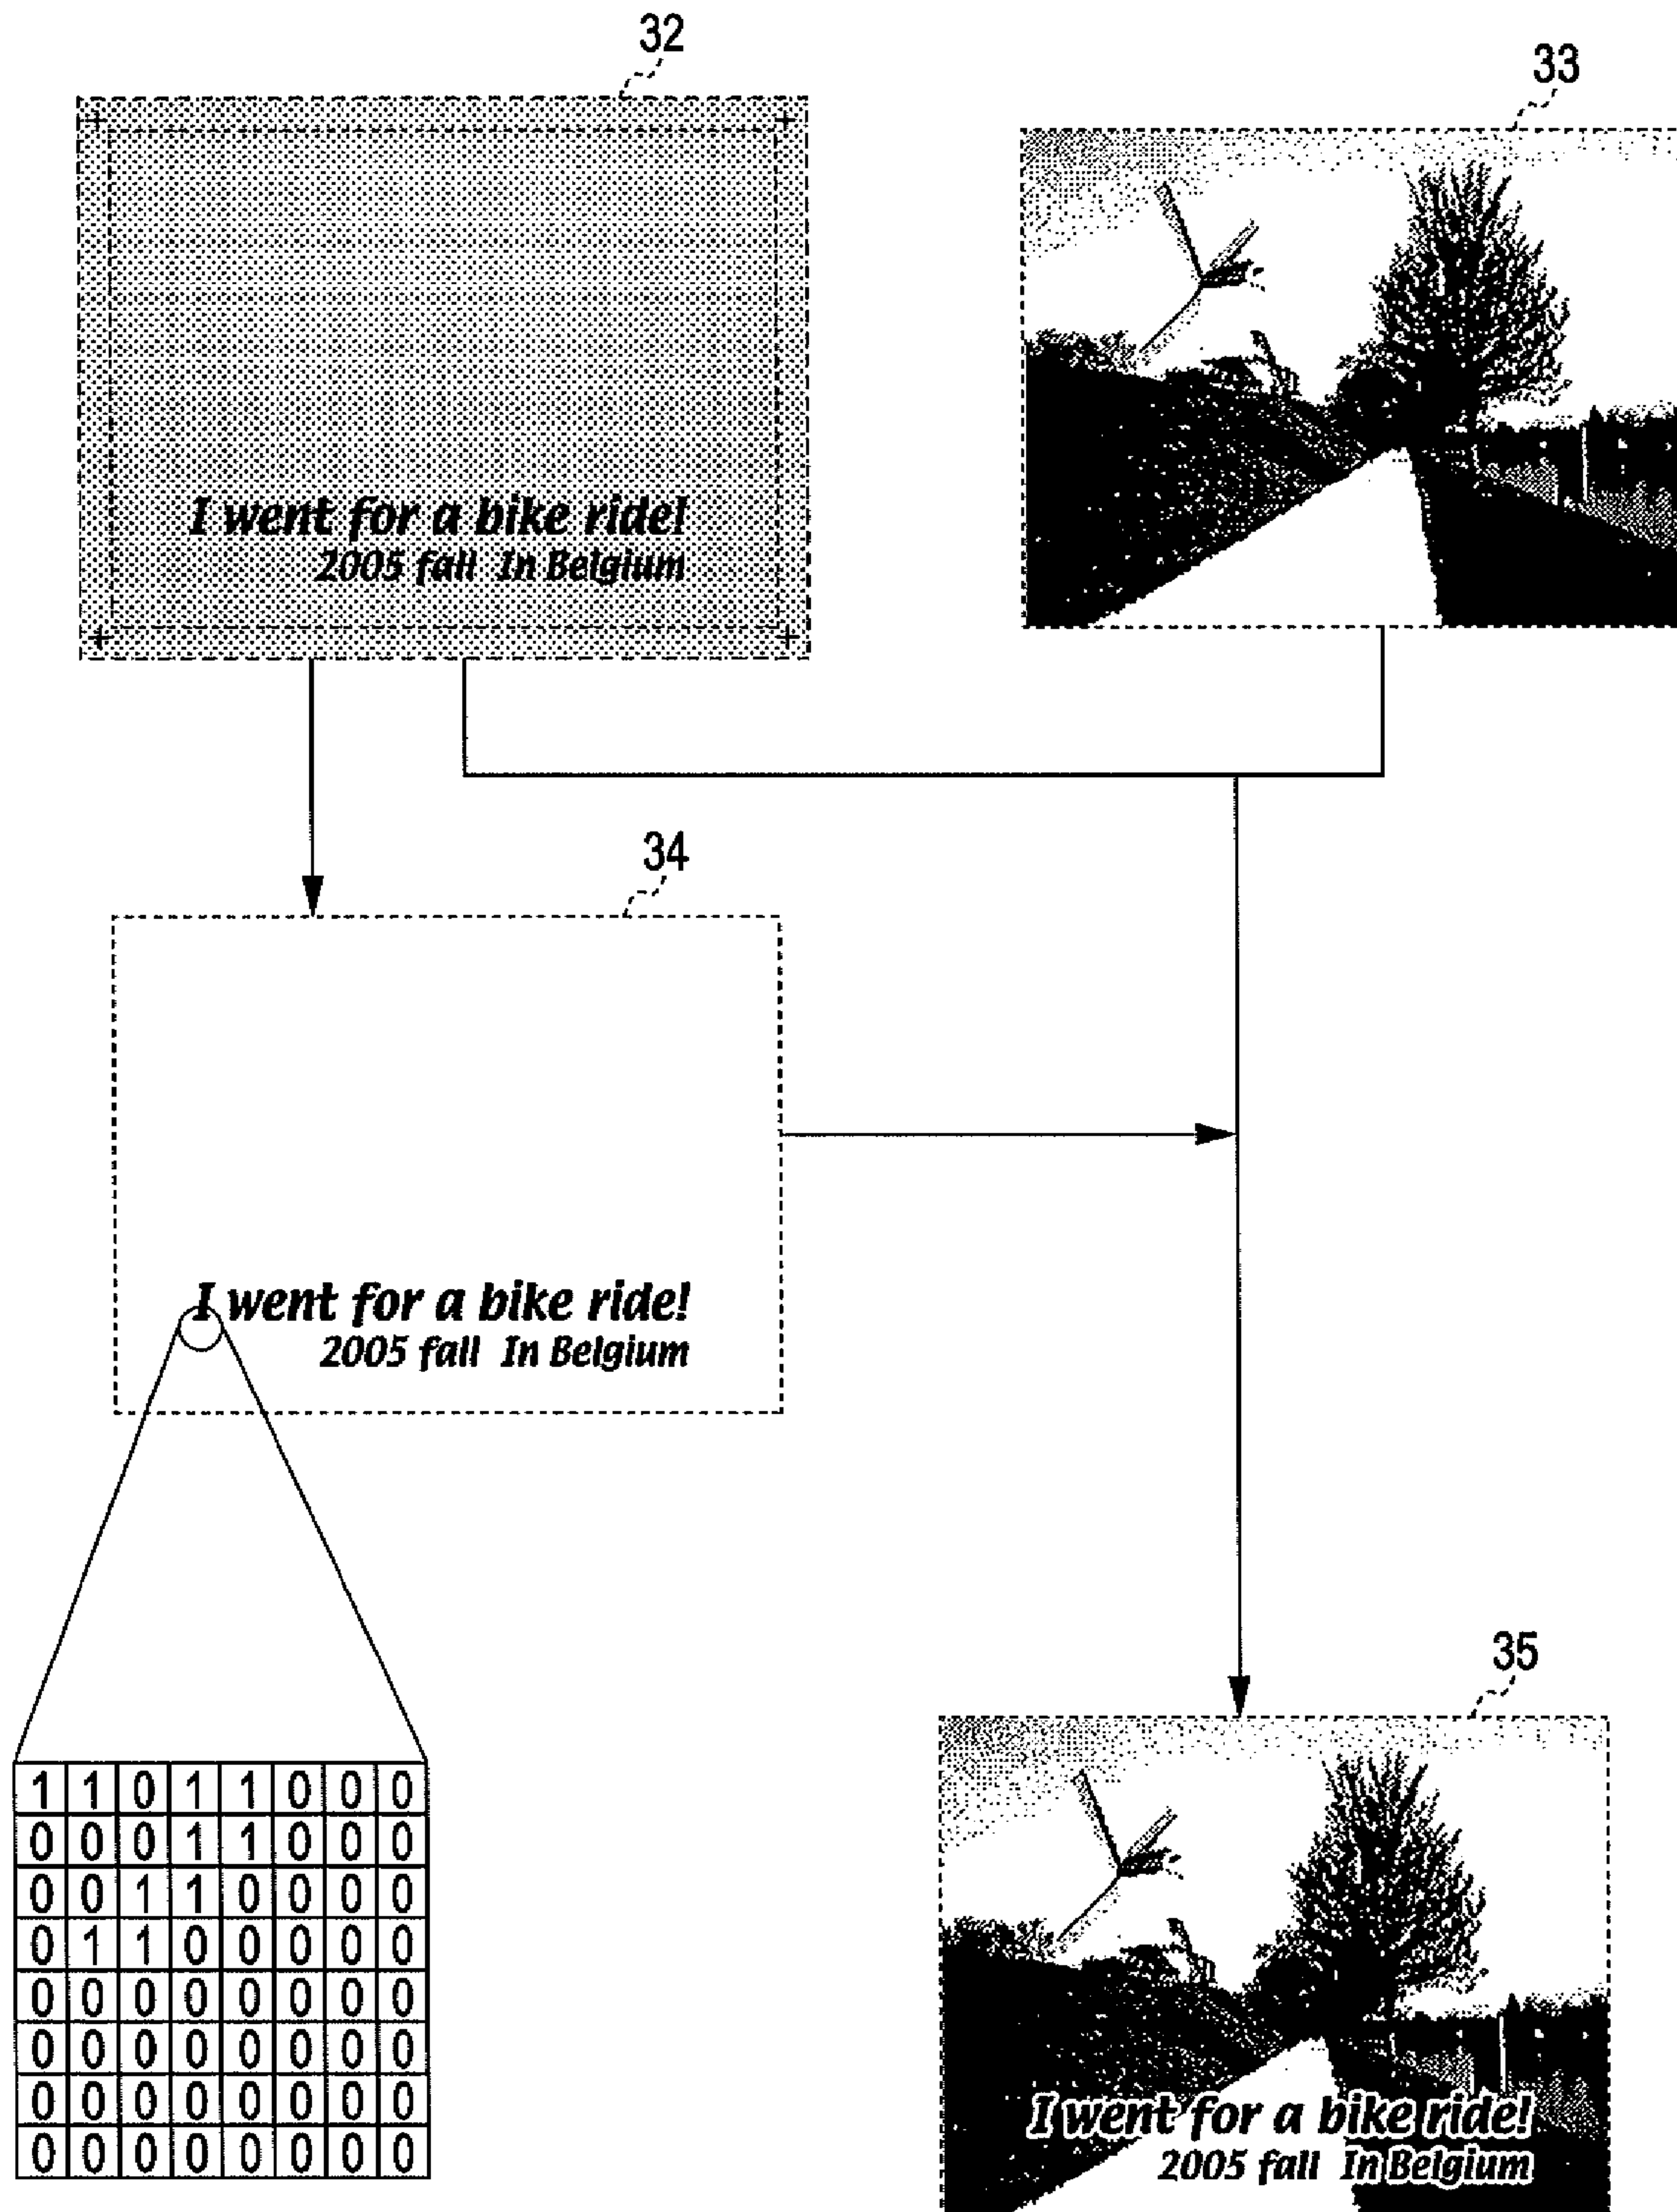 32
33
I went for a bike ride!
2005 fall In Belgium
34
I went for a bike ride!
2005 fall In Belgium
1 1 0 1 1 0 0 0
0 0 0 1 1 0 0 0
0 0 1 1 0 0 0 0
0 1 1 0 0 0 0 0
0 0 0 0 0 0 0 0
0 0 0 0 0 0 0 0
0 0 0 0 0 0 0 0
0 0 0 0 0 0 0 0
35
I went for a bike ride!
2005 fall In Belgium